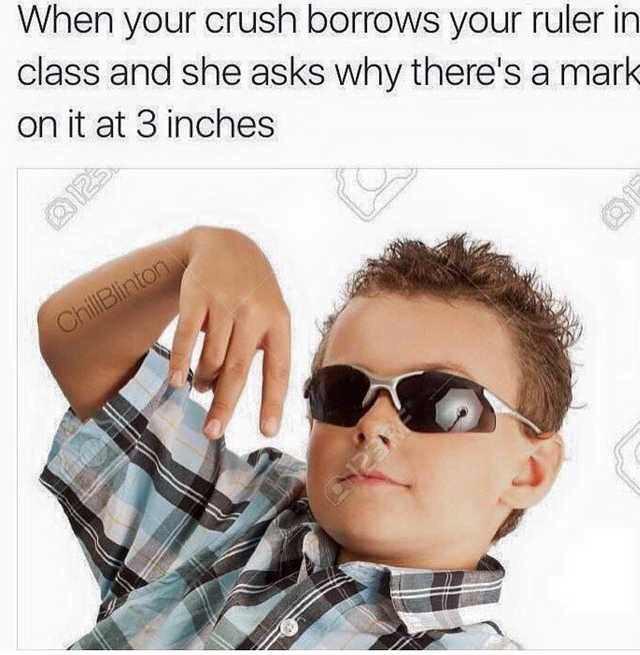 When your crush borrows your ruler in
class and she asks why there's a mark
on it at 3 inches
ChillBlinton